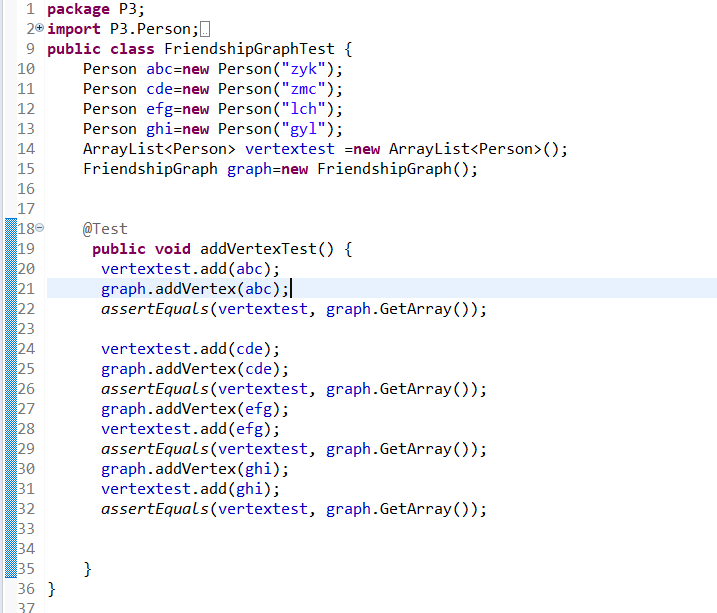 1 package P3;
2 import P3.Person;
9 public class FriendshipGraphTest {
10 Person abc=new Person("zyk");
11 Person cde=new Person("zmc");
12 Person efg=new Person("lch");
13 Person ghi=new Person("gyl");
14 ArrayList<Person> vertextest =new ArrayList<Person>();
15 FriendshipGraph graph=new FriendshipGraph();
16
17
18 @Test
19 public void addVertexTest() {
20 vertextest.add(abc);
21 graph.addVertex(abc);
22 assertEquals(vertextest, graph.GetArray());
23
24 vertextest.add(cde);
25 graph.addVertex(cde);
26 assertEquals(vertextest, graph.GetArray());
27 graph.addVertex(efg);
28 vertextest.add(efg);
29 assertEquals(vertextest, graph.GetArray());
30 graph.addVertex(ghi);
31 vertextest.add(ghi);
32 assertEquals(vertextest, graph.GetArray());
33
34
35 }
36 }
37